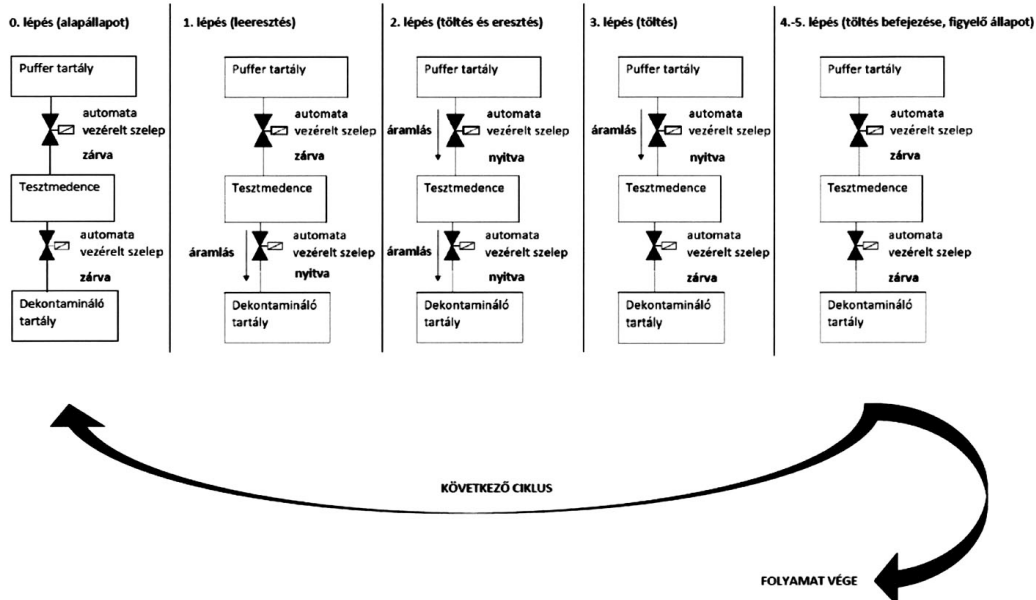 0. lépés (alapállapot)
Puffer tartály
automata
vezérelt szelep
zárva
Tesztmedence
automata
vezérelt szelep
zárva
Dekontamináló
tartály
1. lépés (leeresztés)
Puffer tartály
automata
vezérelt szelep
zárva
Tesztmedence
áramlás
automata
vezérelt szelep
nyitva
Dekontamináló
tartály
2. lépés (töltés és eresztés)
Puffer tartály
áramlás
automata
vezérelt szelep
nyitva
Tesztmedence
áramlás
automata
vezérelt szelep
nyitva
Dekontamináló
tartály
3. lépés (töltés)
Puffer tartály
áramlás
automata
vezérelt szelep
nyitva
Tesztmedence
automata
vezérelt szelep
zárva
Dekontamináló
tartály
4.-5. lépés (töltés befejezése, figyelő állapot)
Puffer tartály
automata
vezérelt szelep
zárva
Tesztmedence
automata
vezérelt szelep
zárva
Dekontamináló
tartály
KÖVETKEZŐ CIKLUS
FOLYAMAT VÉGE